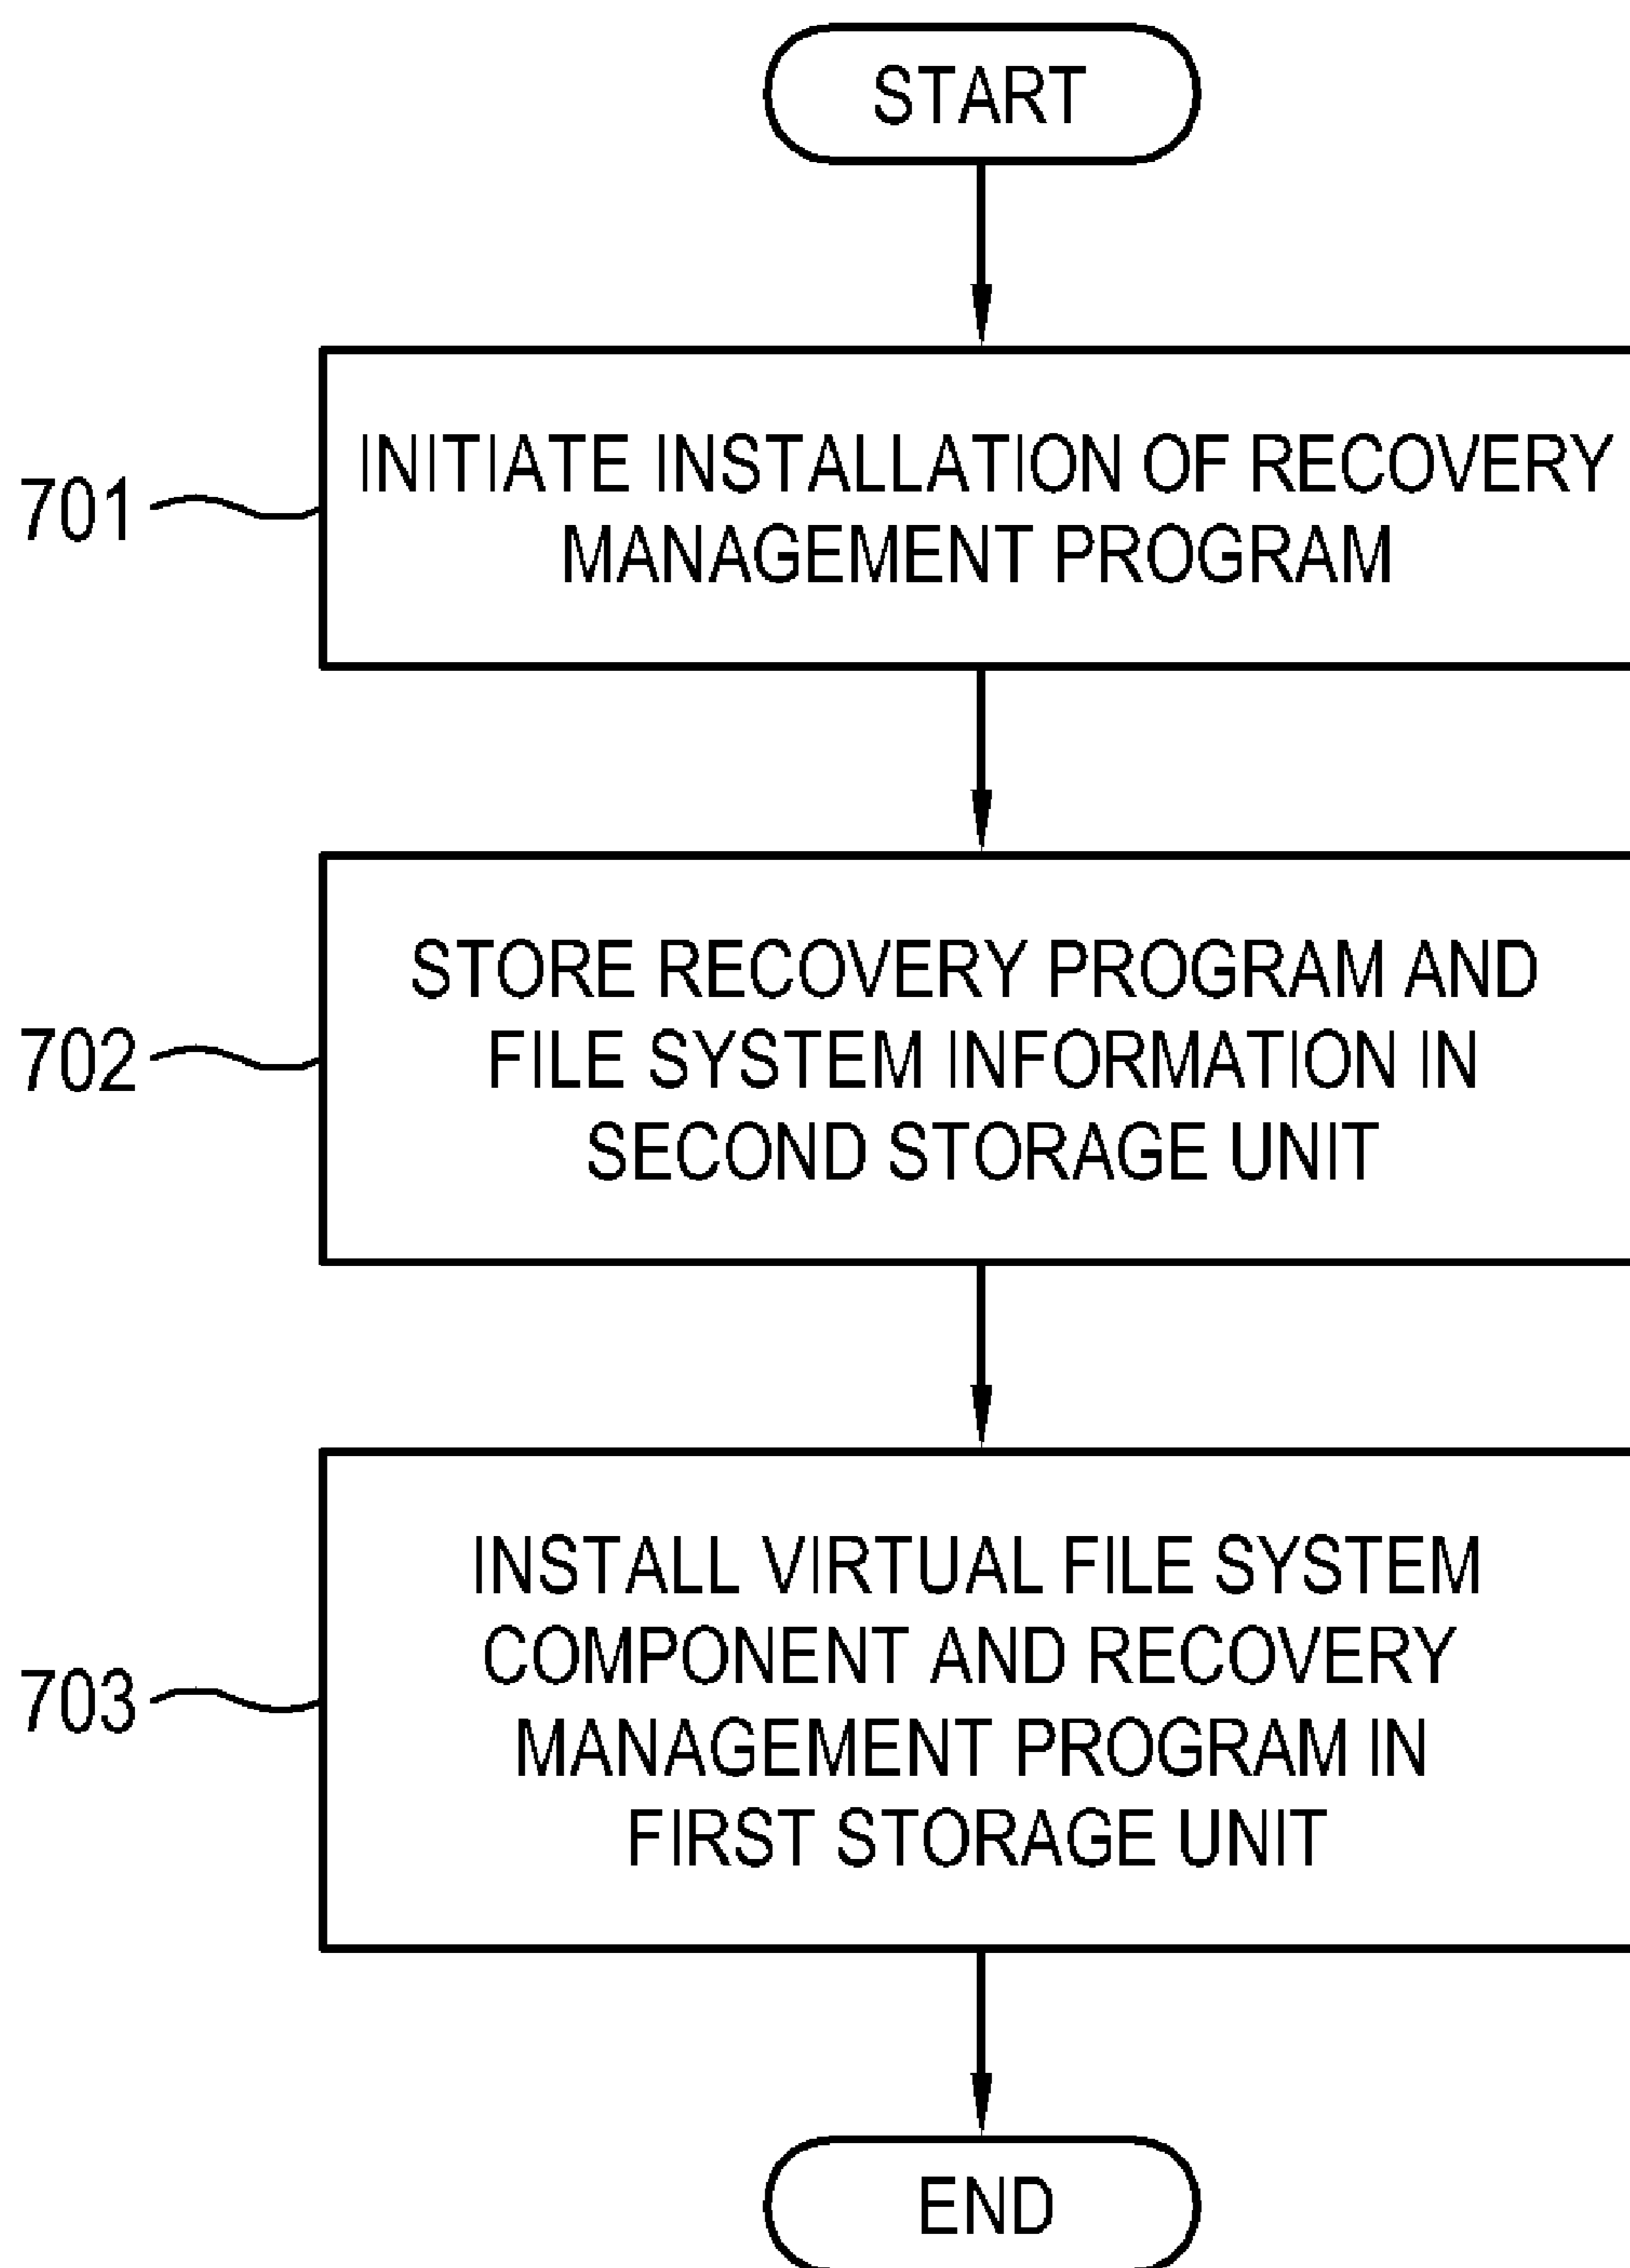 START
701
INITIATE INSTALLATION OF RECOVERY
MANAGEMENT PROGRAM
702
STORE RECOVERY PROGRAM AND
FILE SYSTEM INFORMATION IN
SECOND STORAGE UNIT
703
INSTALL VIRTUAL FILE SYSTEM
COMPONENT AND RECOVERY
MANAGEMENT PROGRAM IN
FIRST STORAGE UNIT
END